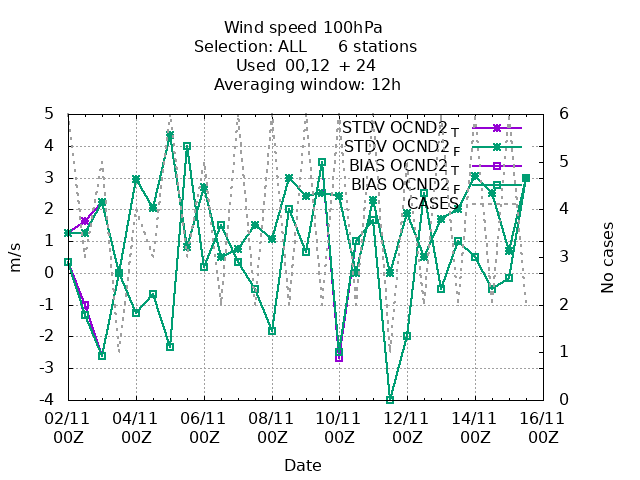 Wind speed 100hPa
Selection: ALL      6 stations
Used  00,12  + 24
Averaging window: 12h
STDV OCND2 T
STDV OCND2 F
BIAS OCND2 T
BIAS OCND2 F
CASES
5
4
3
2
1
0
-1
-2
-3
-4
m/s
6
5
4
3
2
1
0
No cases
02/11 04/11 06/11 08/11 10/11 12/11 14/11 16/11
00Z 00Z 00Z 00Z 00Z 00Z 00Z 00Z
Date